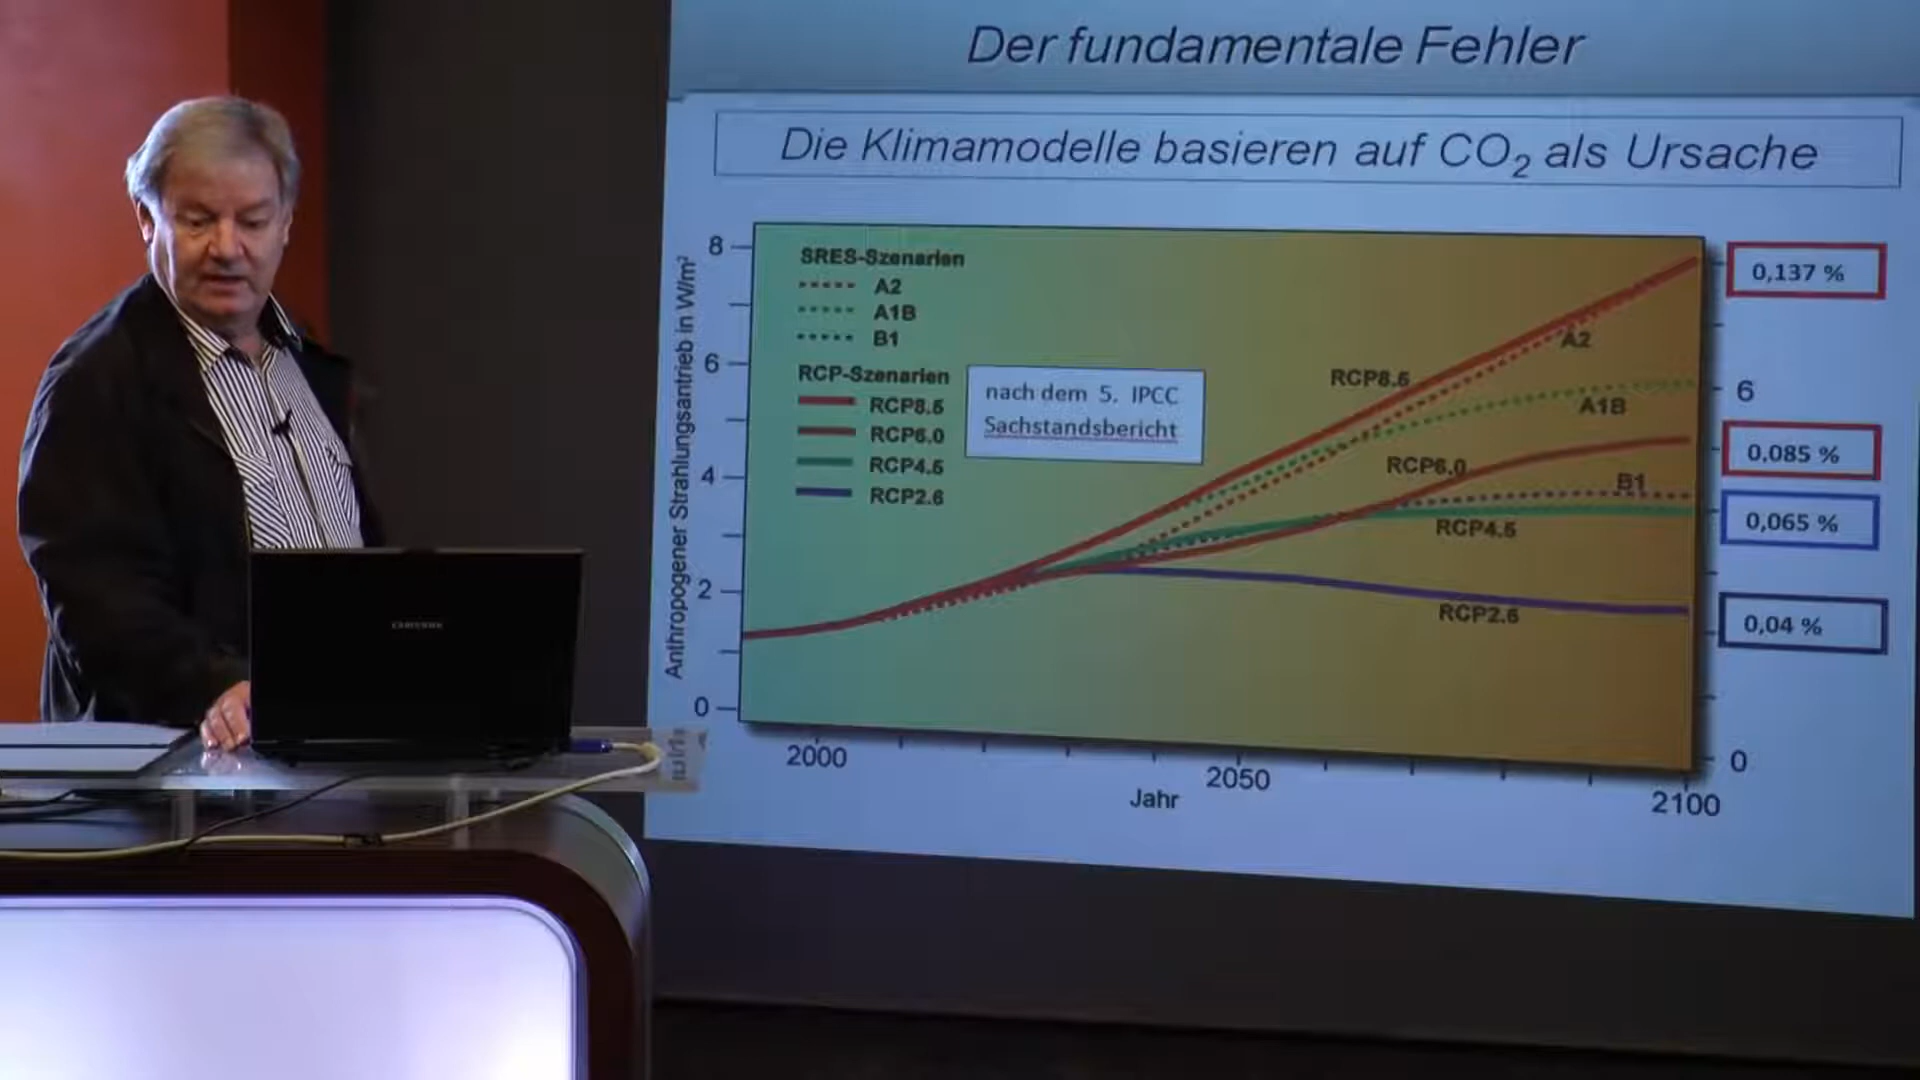 Der fundamentale Fehler
Die Klimamodelle basieren auf CO₂ als Ursache
Anthropogener Strahlungsantrieb in W/m²
8
6
4
2
0
SRES-Szenarien
A2
A1B
B1
RCP-Szenarien
RCP8.5
RCP6.0
RCP4.5
RCP2.6
nach dem 5. IPCC
Sachstandsbericht
RCP8.5
A2
A1B
RCP6.0
B1
RCP4.5
RCP2.6
0,137 %
6
0,085 %
0,065 %
0,04 %
0
2000
2050
2100
Jahr
SAMSUNG